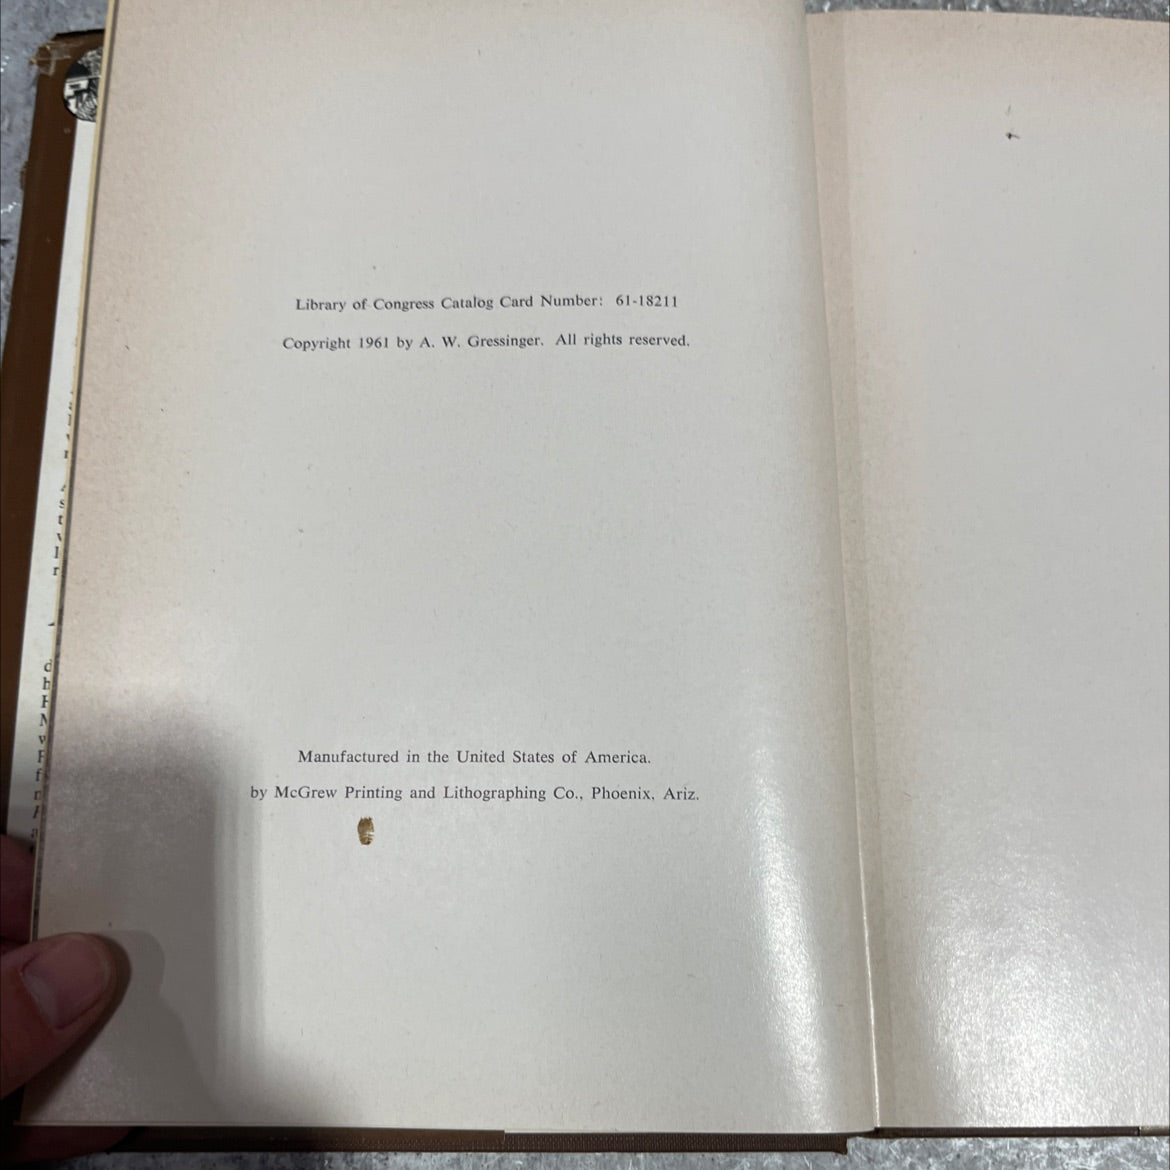 Library of Congress Catalog Card Number: 61-18211
Copyright 1961 by A. W. Gressinger. All rights reserved.
Manufactured in the United States of America.
by McGrew Printing and Lithographing Co., Phoenix, Ariz.